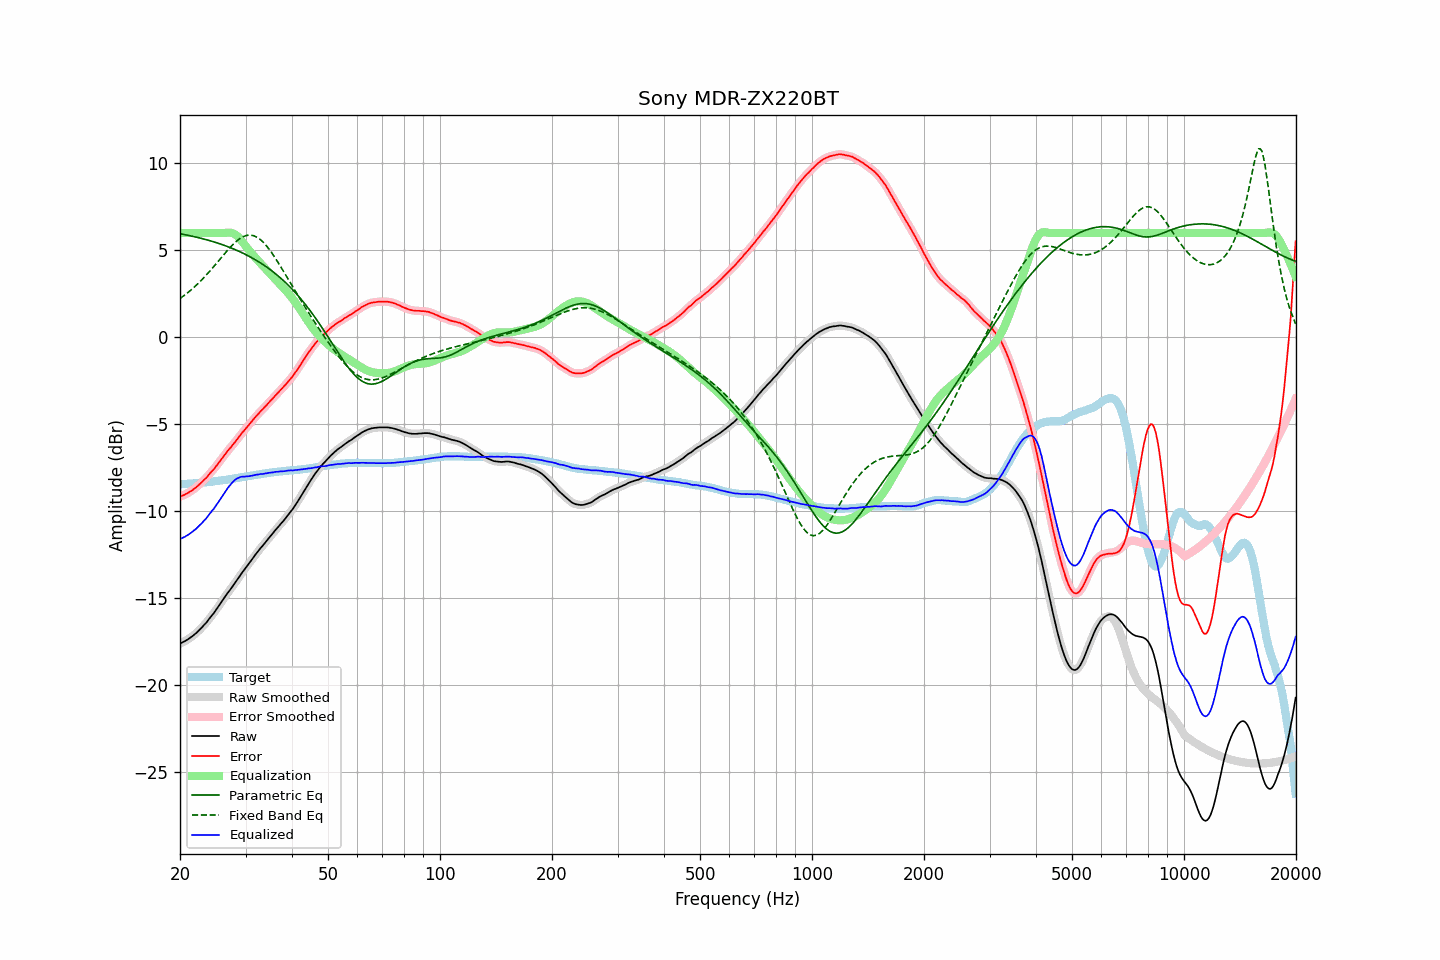 Sony MDR-ZX220BT
10
5
0
−5
−10
−15
−20
−25
Amplitude (dBr)
Target
Raw Smoothed
Error Smoothed
Raw
Error
Equalization
Parametric Eq
Fixed Band Eq
Equalized
20 50 100 200 500 1000 2000 5000 10000 20000
Frequency (Hz)